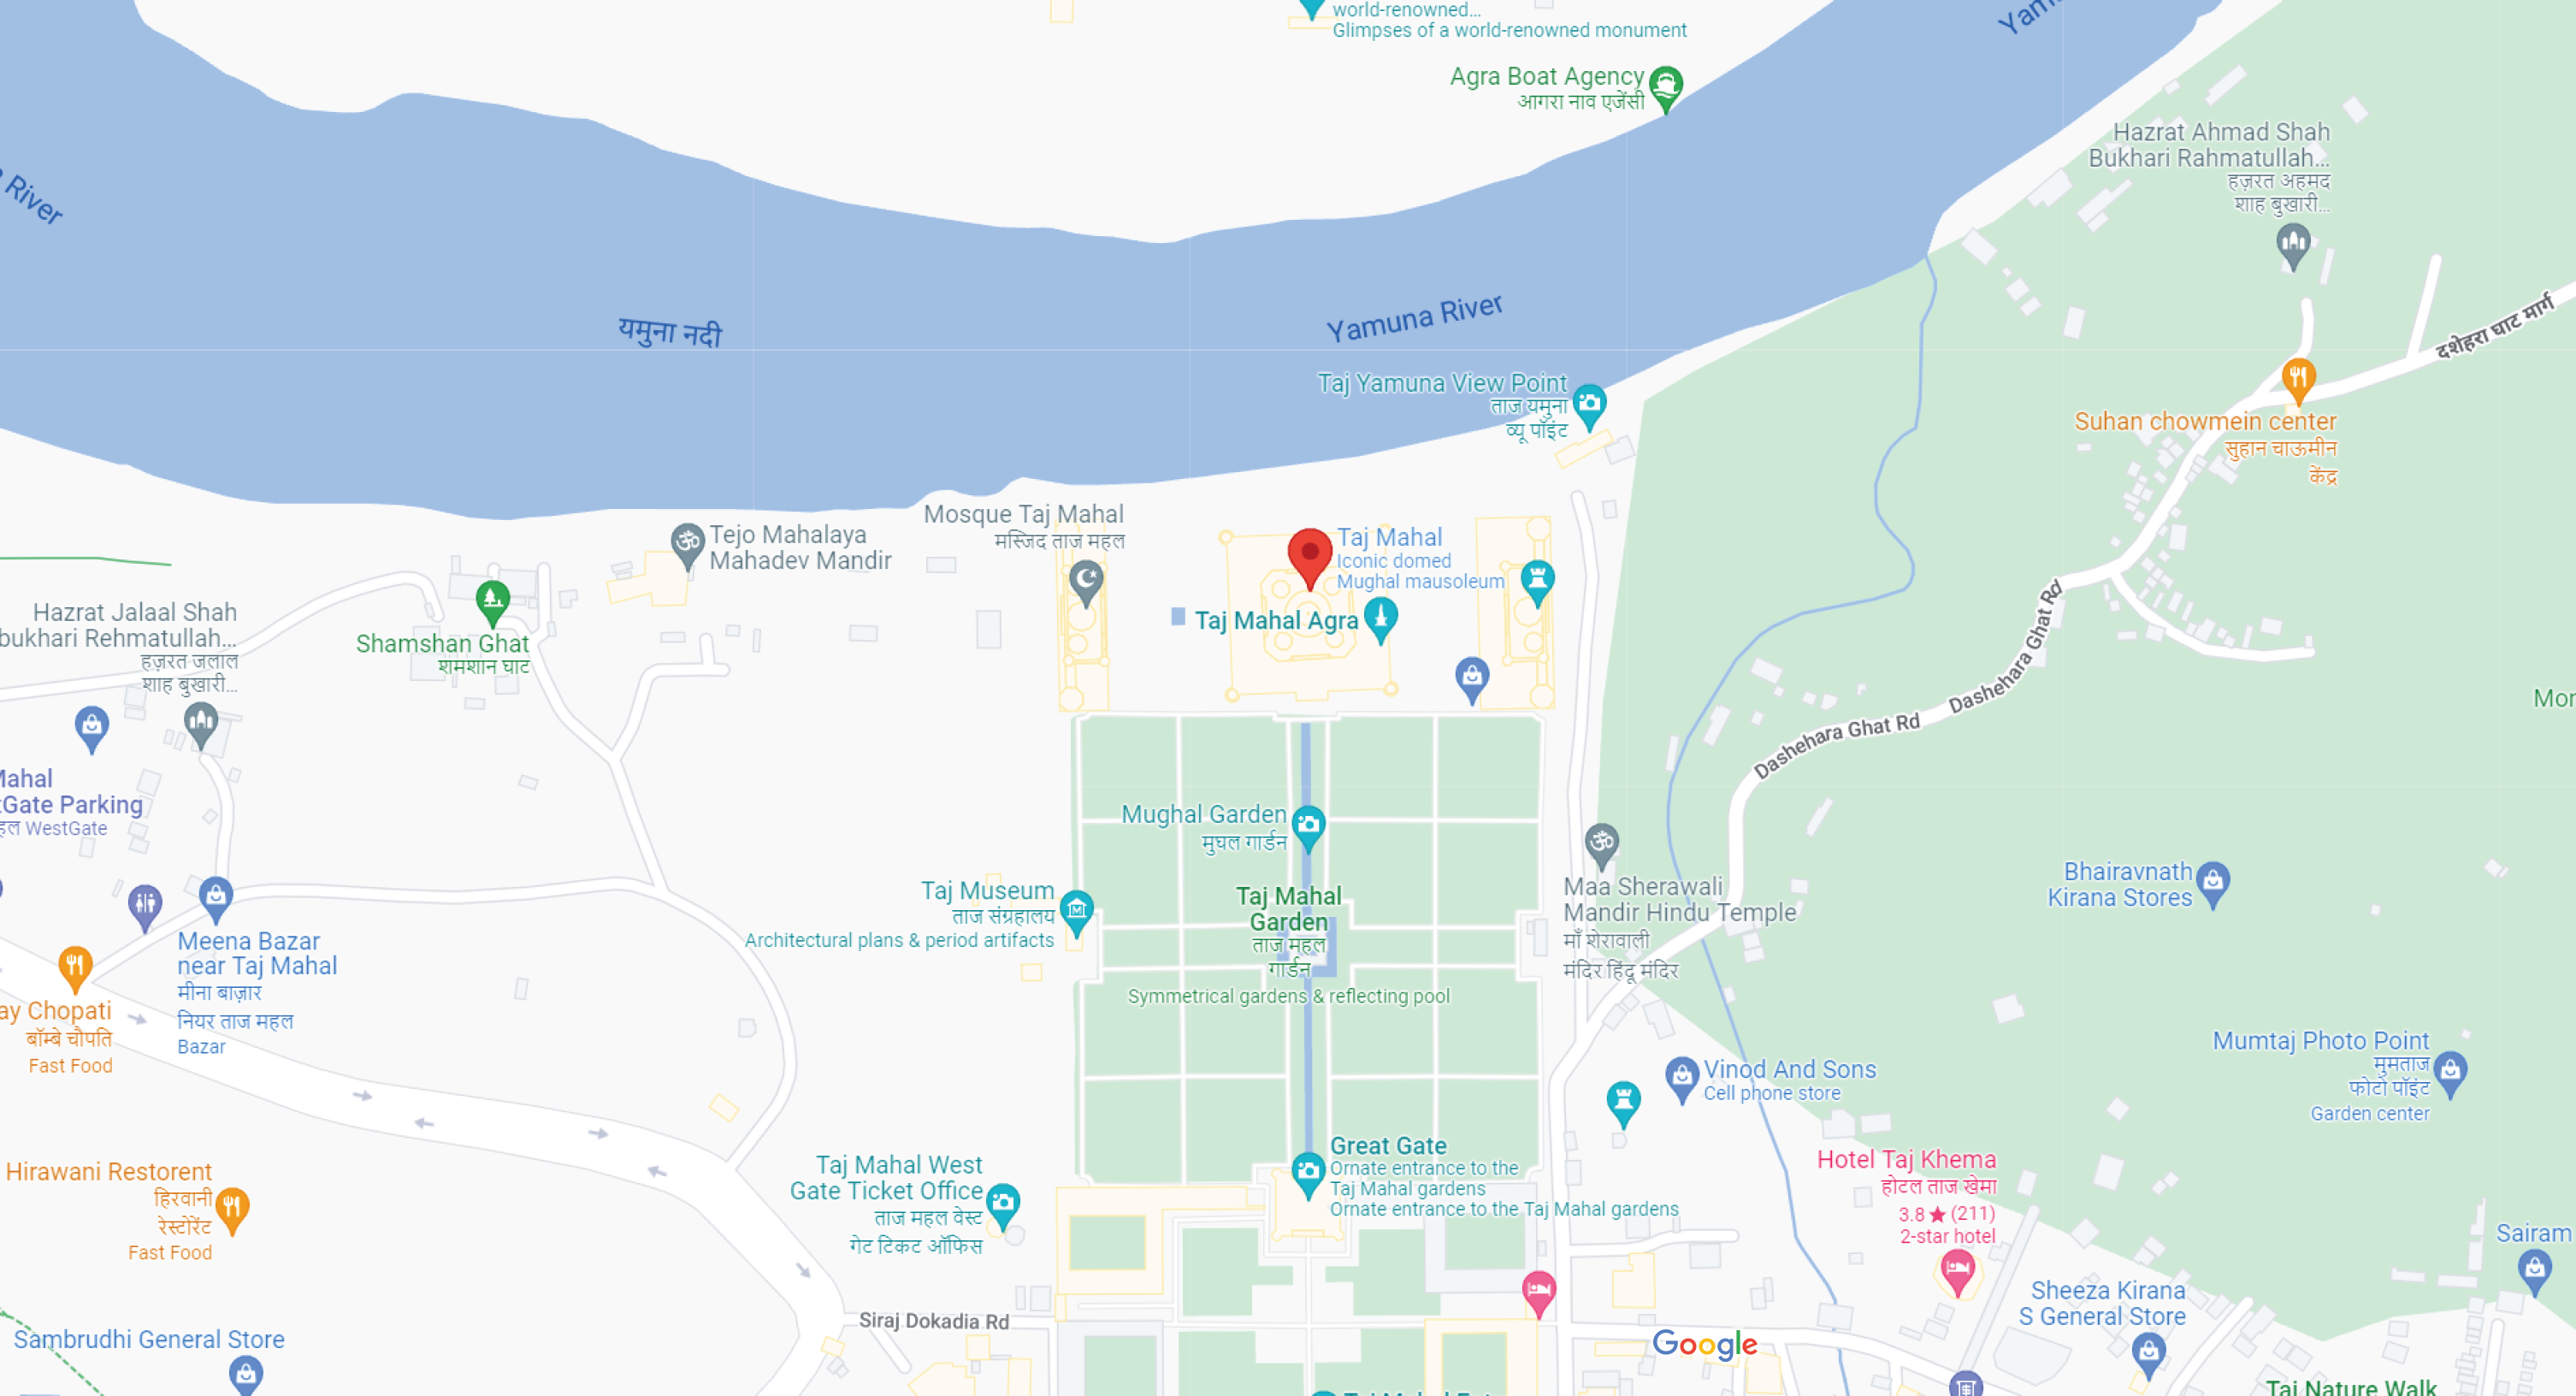 world-renowned...
Glimpses of a world-renowned monument
Agra Boat Agency
आगरा नाव एजेंसी
Hazrat Ahmad Shah
Bukhari Rahmatullah...
हज़रत अहमद
शाह बुखारी...
River
यमुना नदी
Yamuna River
दशेहरा घाट मार्ग
Taj Yamuna View Point
ताज यमुना
व्यू पॉइंट
Suhan chowmein center
सुहान चाऊमीन
केंद्र
Mosque Taj Mahal
मस्जिद ताज महल
Tejo Mahalaya
Mahadev Mandir
Taj Mahal
Iconic domed
Mughal mausoleum
Taj Mahal Agra
Hazrat Jalaal Shah
bukhari Rehmatullah...
हज़रत जलाल
शाह बुखारी...
Shamshan Ghat
शमशान घाट
Dashehara Ghat Rd
Dashehara Ghat Rd
Mahal
Gate Parking
WestGate
Mughal Garden
मुघल गार्डन
Taj Museum
ताज संग्रहालय
Architectural plans & period artifacts
Taj Mahal
Garden
ताज महल
गार्डन
Symmetrical gardens & reflecting pool
Maa Sherawali
Mandir Hindu Temple
माँ शेरावाली
मंदिर हिंदू मंदिर
Bhairavnath
Kirana Stores
Meena Bazar
near Taj Mahal
मीना बाज़ार
नियर ताज महल
Bazar
ay Chopati
बॉम्बे चौपति
Fast Food
Mumtaj Photo Point
मुमताज
फोटो पॉइंट
Garden center
Vinod And Sons
Cell phone store
Hirawani Restorent
हिरवानी
रेस्टोरेंट
Fast Food
Taj Mahal West
Gate Ticket Office
ताज महल वेस्ट
गेट टिकट ऑफिस
Great Gate
Ornate entrance to the
Taj Mahal gardens
Ornate entrance to the Taj Mahal gardens
Hotel Taj Khema
होटल ताज खेमा
3.8★(211)
2-star hotel
Sairam
Sheeza Kirana
S General Store
Siraj Dokadia Rd
Sambrudhi General Store
Google
Taj Nature Walk